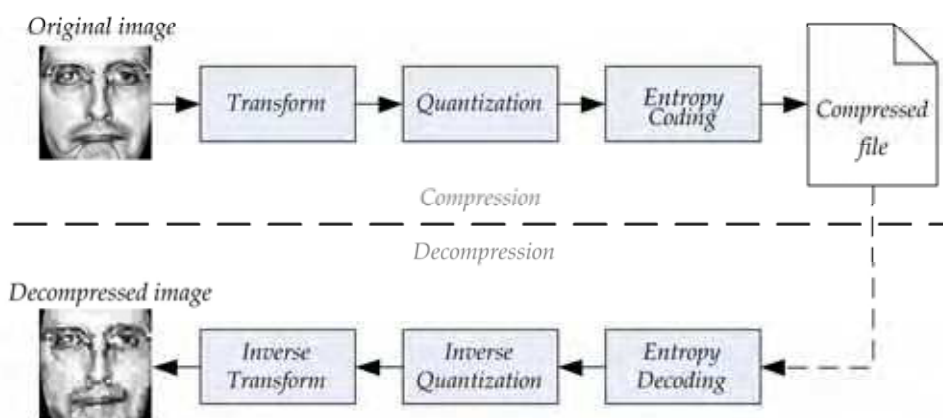 Original image
Transform
Quantization
Entropy
Coding
Compressed
file
Compression
Decompression
Decompressed image
Inverse
Transform
Inverse
Quantization
Entropy
Decoding